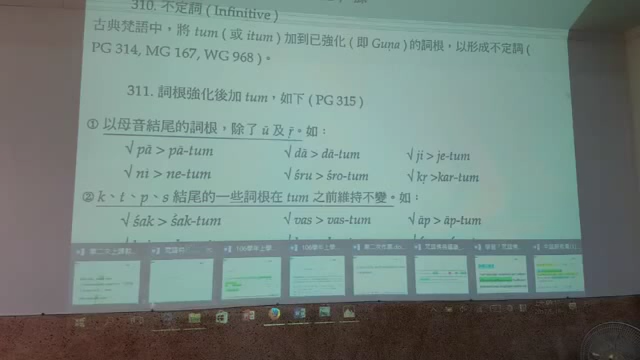 310. 不定詞 ( Infinitive )
古典梵語中，將 tum ( 或 itum ) 加到已強化 ( 即 Guṇa ) 的詞根，以形成不定詞 (
PG 314, MG 167, WG 968 )。
311. 詞根強化後加 tum，如下 ( PG 315 )
① 以母音結尾的詞根，除了 ū 及 ṝ。如：
√ pā > pā-tum √ dā > dā-tum √ ji > je-tum
√ ni > ne-tum √ śru > śro-tum √ kṛ >kar-tum
② k、t、p、s 結尾的一些詞根在 tum 之前維持不變。如：
√ śak > śak-tum √ vas > vas-tum √ āp > āp-tum